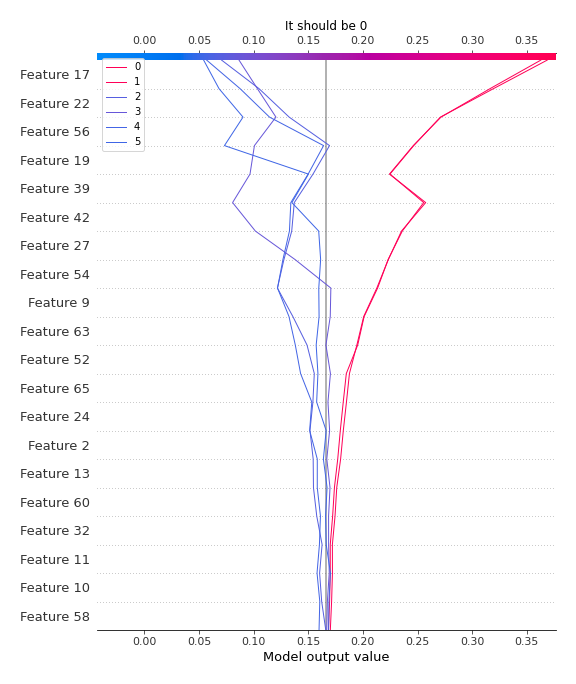 It should be 0
0.00 0.05 0.10 0.15 0.20 0.25 0.30 0.35
0
1
2
3
4
5
Feature 17
Feature 22
Feature 56
Feature 19
Feature 39
Feature 42
Feature 27
Feature 54
Feature 9
Feature 63
Feature 52
Feature 65
Feature 24
Feature 2
Feature 13
Feature 60
Feature 32
Feature 11
Feature 10
Feature 58
0.00 0.05 0.10 0.15 0.20 0.25 0.30 0.35
Model output value